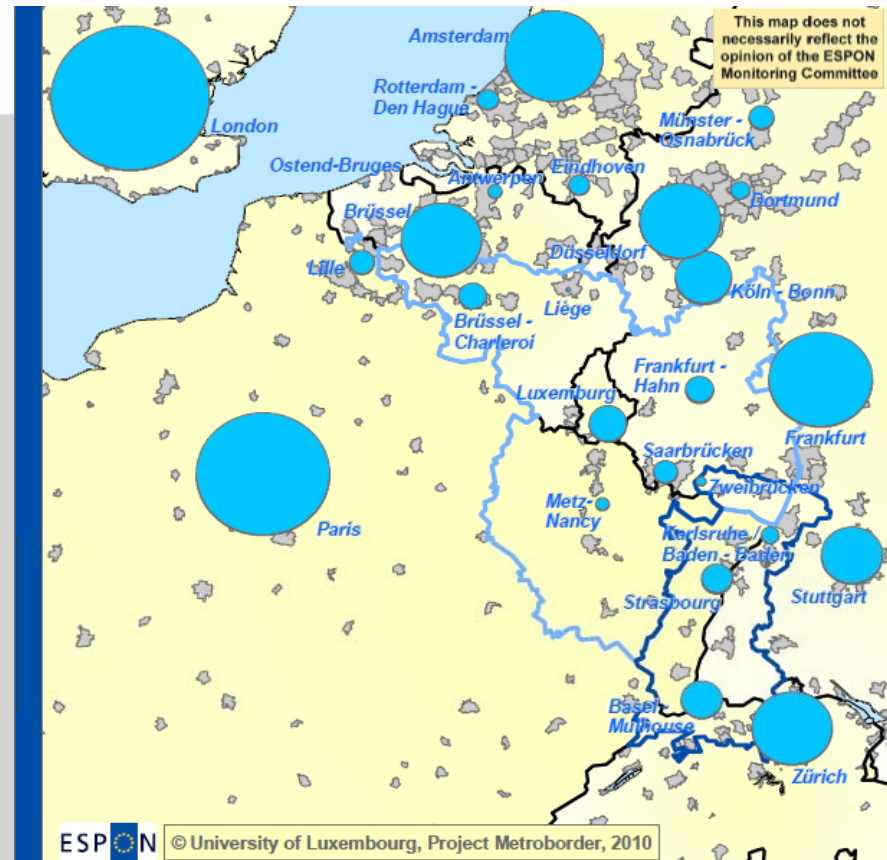 This map does not
necessarily reflect the
opinion of the ESPON
Monitoring Committee
Amsterdam
Rotterdam -
Den Hague
London
Münster -
Osnabrück
Ostend-Bruges
Antwerpen
Eindhoven
Dortmund
Brüssel
Düsseldorf
Lille
Liège
Köln - Bonn
Brüssel -
Charleroi
Frankfurt -
Hahn
Luxemburg
Frankfurt
Saarbrücken
Zweibrücken
Metz-
Nancy
Paris
Karlsruhe /
Baden - Baden
Strasbourg
Stuttgart
Basel -
Mulhouse
Zürich
ESPON
© University of Luxembourg, Project Metroborder, 2010